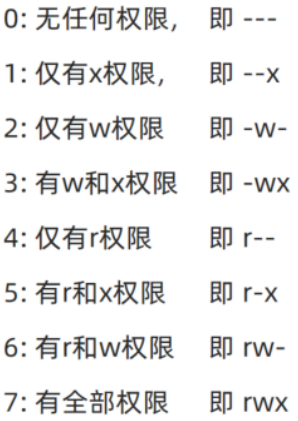 0: 无任何权限, 即 ---
1: 仅有x权限, 即 --x
2: 仅有w权限 即 -w-
3: 有w和x权限 即 -wx
4: 仅有r权限 即 r--
5: 有r和x权限 即 r-x
6: 有r和w权限 即 rw-
7: 有全部权限 即 rwx